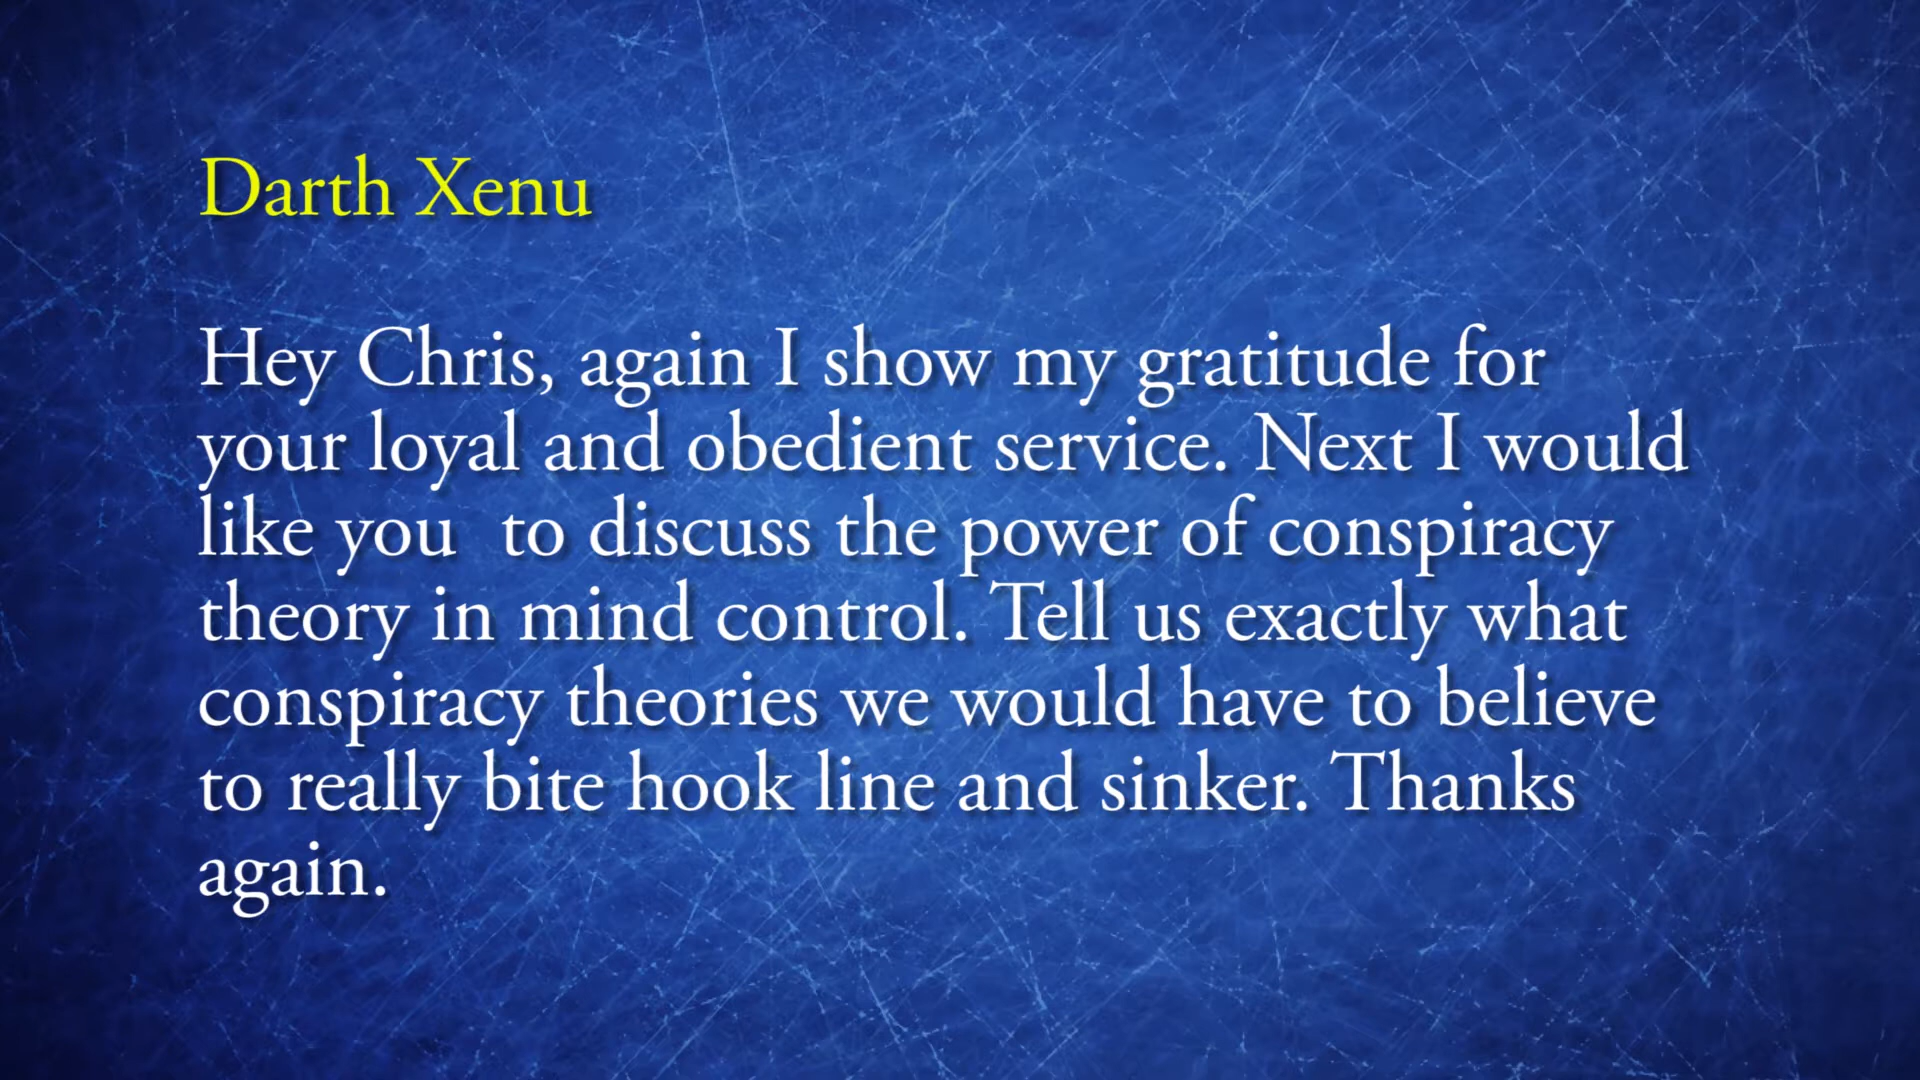 Darth Xenu
Hey Chris, again I show my gratitude for
your loyal and obedient service. Next I would
like you  to discuss the power of conspiracy
theory in mind control. Tell us exactly what
conspiracy theories we would have to believe
to really bite hook line and sinker. Thanks
again.